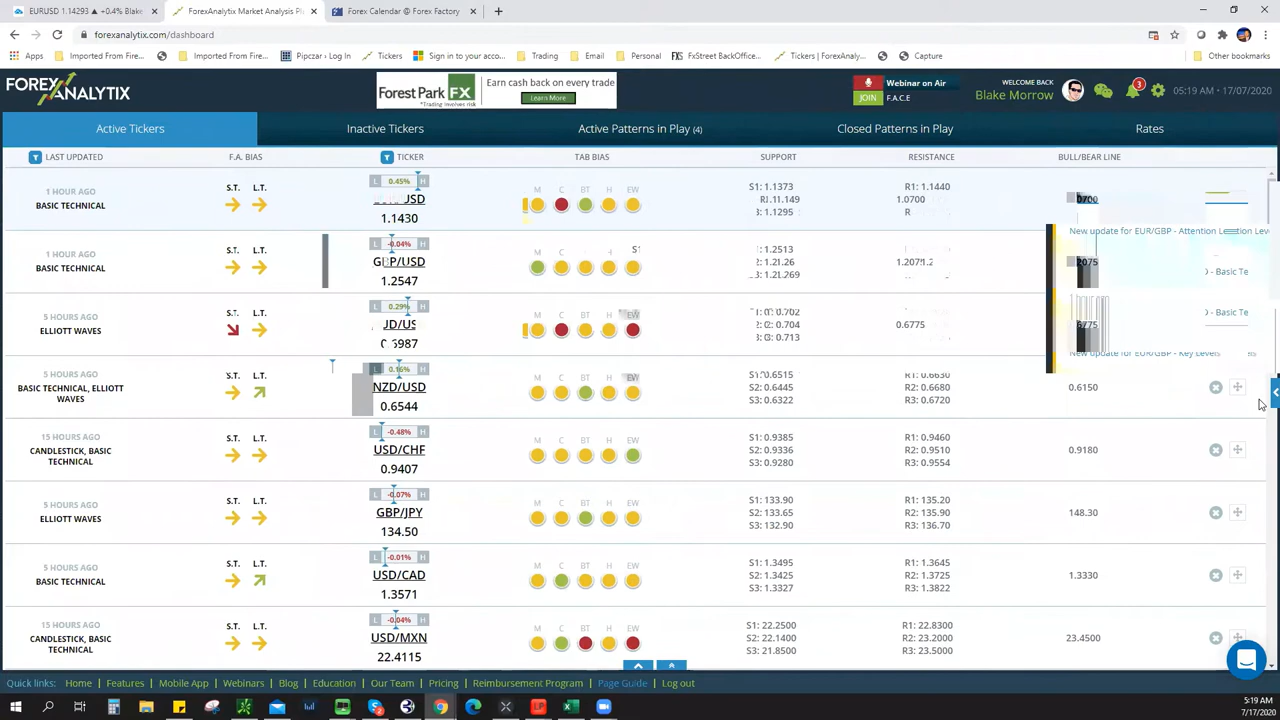 EURUSD 1.14293 ▲ +0.4% Blake
ForexAnalytix Market Analysis Pl
Forex Calendar @ Forex Factory
forexanalytix.com/dashboard
Apps
Imported From Firef...
Imported From Firef...
Pipczar › Log In
Tickers
Sign in to your acco...
Trading
Email
Personal
FxStreet BackOffice...
Tickers | ForexAnaly...
Capture
Other bookmarks
FOREX ANALYTIX
Forest Park FX
*Trading involves risk
Earn cash back on every trade
Learn More
Webinar on Air
JOIN
F.A.C.E
WELCOME BACK
Blake Morrow
3
05:19 AM - 17/07/2020
Active Tickers
Inactive Tickers
Active Patterns in Play (4)
Closed Patterns in Play
Rates
LAST UPDATED
F.A. BIAS
TICKER
TAB BIAS
SUPPORT
RESISTANCE
BULL/BEAR LINE
1 HOUR AGO
BASIC TECHNICAL
S.T. L.T.
L 0.45% H
1.1430
M C BT H EW
S1: 1.1373
S3: 1.1295
R1: 1.1440
1.0700
1 HOUR AGO
BASIC TECHNICAL
S.T. L.T.
L -0.04% H
GBP/USD
1.2547
M C BT H EW
S1: 1.2513
New update for EUR/GBP - Attention
5 HOURS AGO
ELLIOTT WAVES
S.T. L.T.
L 0.29% H
M C BT H EW
0.6775
5 HOURS AGO
BASIC TECHNICAL, ELLIOTT
WAVES
S.T. L.T.
L 0.16% H
NZD/USD
0.6544
M C BT H EW
S1: 0.6515
S2: 0.6445
S3: 0.6322
R1: 0.6630
R2: 0.6680
R3: 0.6720
New update for EUR/GBP - Key Levels
0.6150
15 HOURS AGO
CANDLESTICK, BASIC
TECHNICAL
S.T. L.T.
L -0.48% H
USD/CHF
0.9407
M C BT H EW
S1: 0.9385
S2: 0.9336
S3: 0.9280
R1: 0.9460
R2: 0.9510
R3: 0.9554
0.9180
5 HOURS AGO
ELLIOTT WAVES
S.T. L.T.
L -0.07% H
GBP/JPY
134.50
M C BT H EW
S1: 133.90
S2: 133.65
S3: 132.90
R1: 135.20
R2: 135.90
R3: 136.70
148.30
5 HOURS AGO
BASIC TECHNICAL
S.T. L.T.
L -0.01% H
USD/CAD
1.3571
M C BT H EW
S1: 1.3495
S2: 1.3425
S3: 1.3327
R1: 1.3645
R2: 1.3725
R3: 1.3822
1.3330
15 HOURS AGO
CANDLESTICK, BASIC
TECHNICAL
S.T. L.T.
L -0.04% H
USD/MXN
22.4115
M C BT H EW
S1: 22.2500
S2: 22.1400
S3: 21.8500
R1: 22.8300
R2: 23.2000
R3: 23.5000
23.4500
Quick links: Home Features Mobile App Webinars Blog Education Our Team Pricing Reimbursement Program Page Guide Log out
5:19 AM
7/17/2020